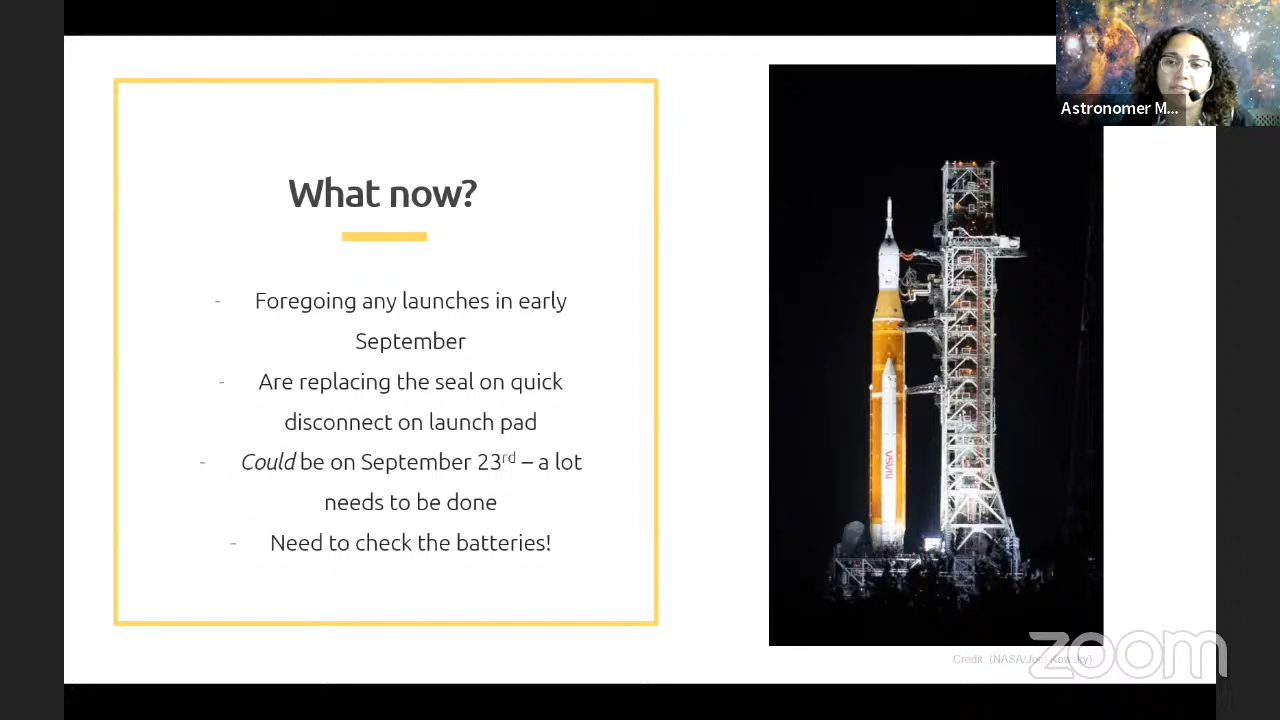 Astronomer M...
What now?
- Foregoing any launches in early
September
- Are replacing the seal on quick
disconnect on launch pad
- Could be on September 23rd – a lot
needs to be done
- Need to check the batteries!
NASA
Credit: (NASA/Joel Kowsky)
zoom